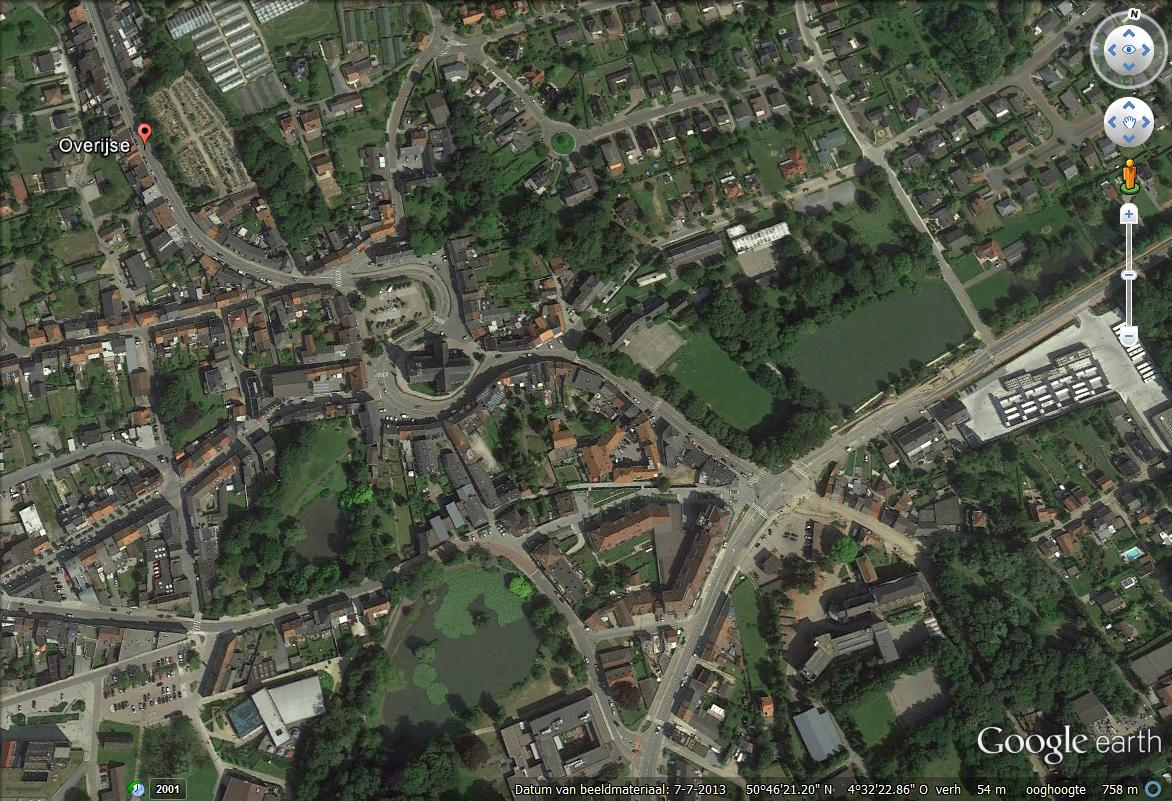 N
Overijse
Google earth
2001
Datum van beeldmateriaal: 7-7-2013 50°46'21.20" N 4°32'22.86" O verh 54 m ooghoogte 758 m